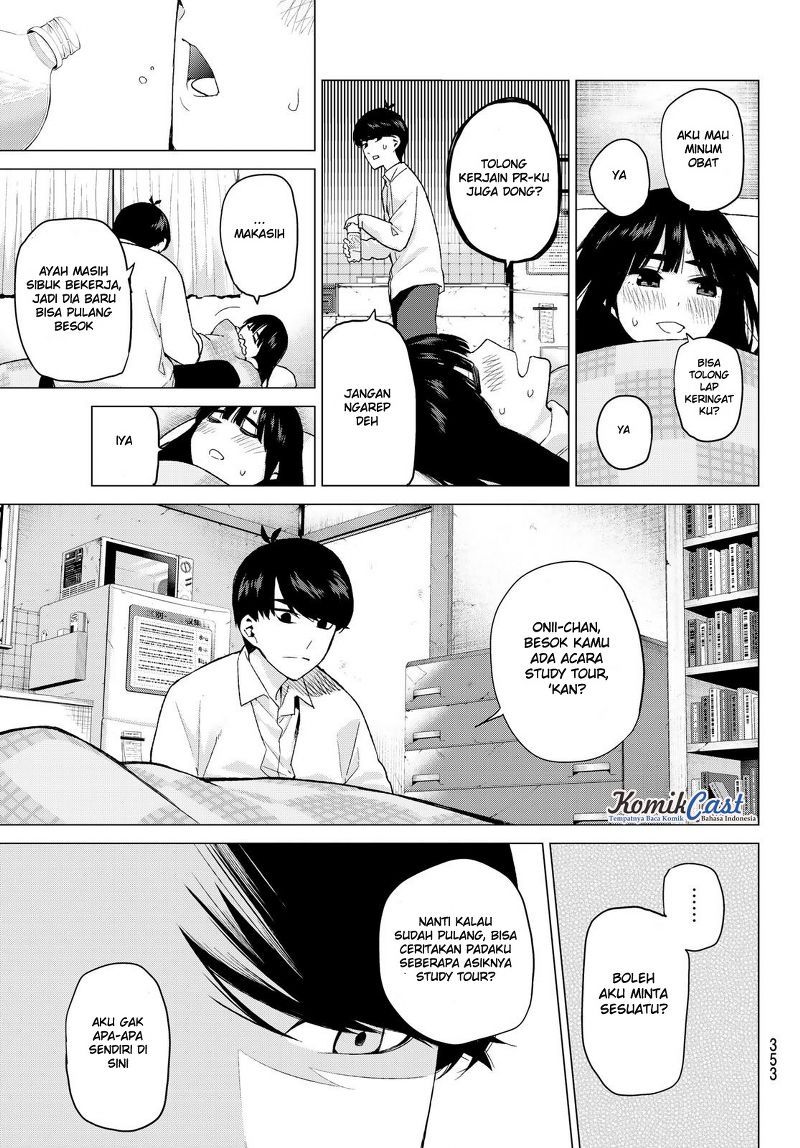 AKU MAU
MINUM
OBAT
YA
BISA
TOLONG
LAP
KERINGAT
KU?
YA
TOLONG
KERJAIN PR-KU
JUGA DONG?
JANGAN
NGAREP
DEH
...
MAKASIH
AYAH MASIH
SIBUK BEKERJA,
JADI DIA BARU
BISA PULANG
BESOK
IYA
ONII-CHAN,
BESOK KAMU
ADA ACARA
STUDY TOUR,
'KAN?
KomikCast
Tempatnya Baca Komik Bahasa Indonesia
.......
BOLEH
AKU MINTA
SESUATU?
NANTI KALAU
SUDAH PULANG, BISA
CERITAKAN PADAKU
SEBERAPA ASIKNYA
STUDY TOUR?
AKU GAK
APA-APA
SENDIRI DI
SINI
353